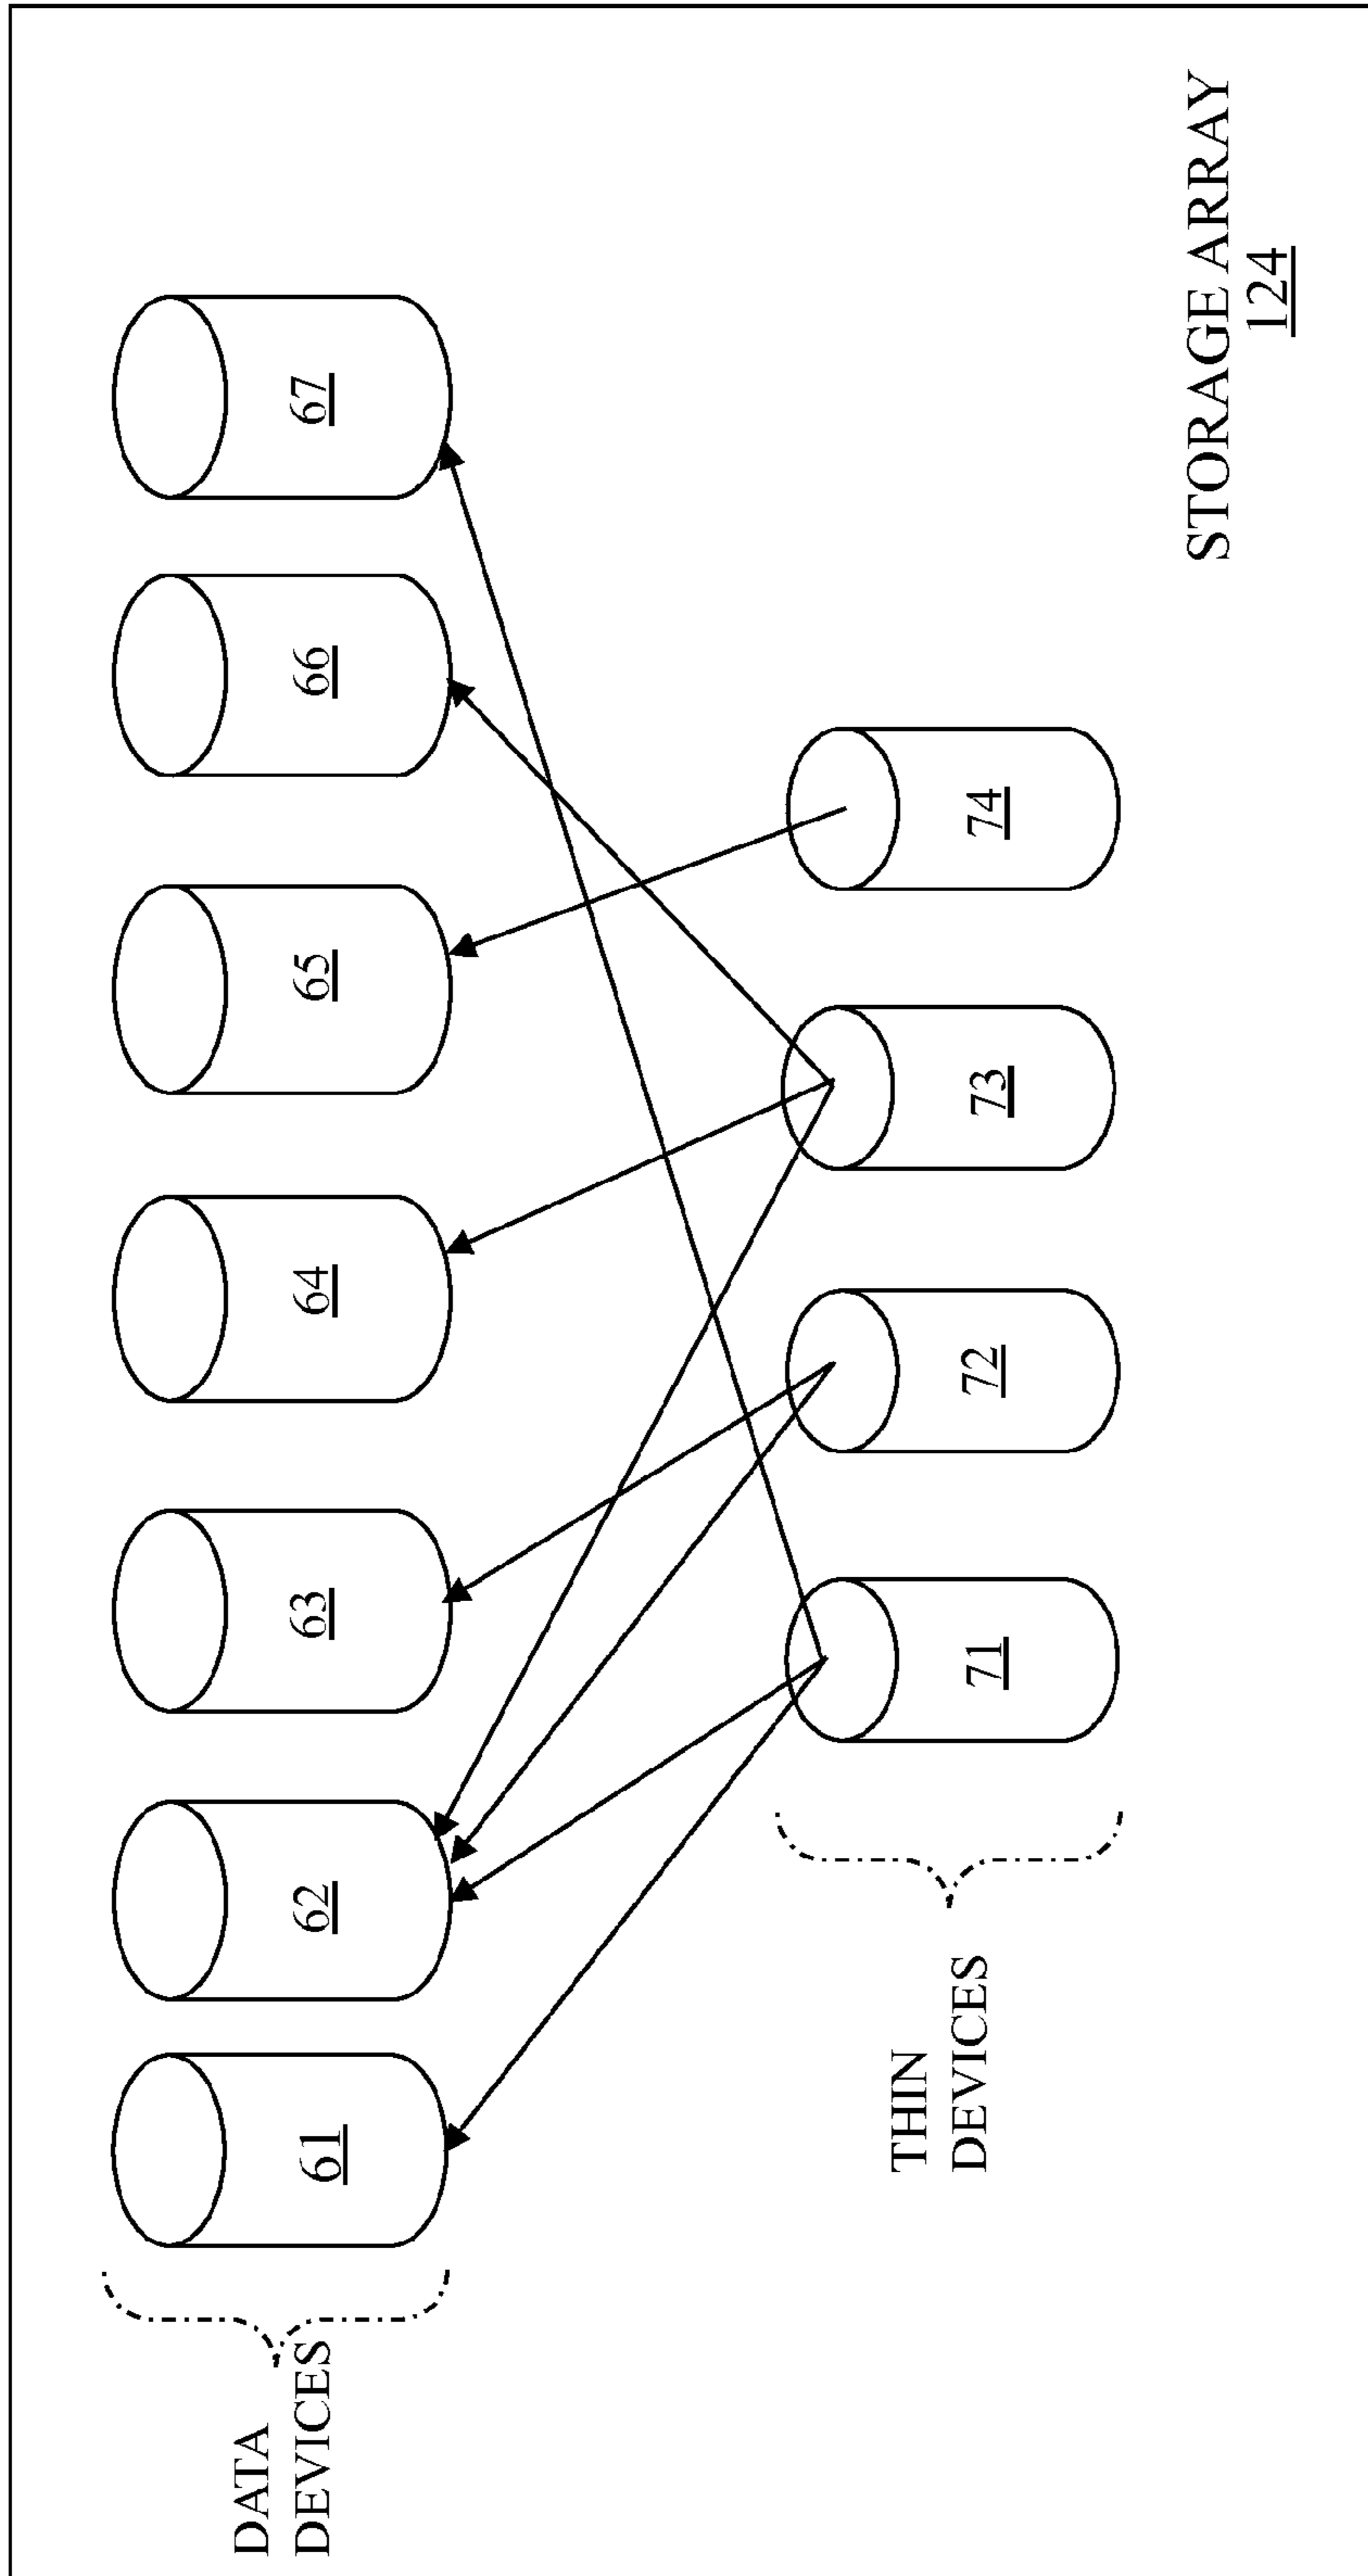 DATA
DEVICES
61
62
63
64
65
66
67
THIN
DEVICES
71
72
73
74
STORAGE ARRAY
124